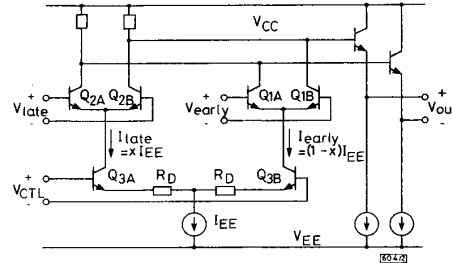 V_CC
Q_2A Q_2B Q_1A Q_1B
+ + +
V_late V_early V_ou
- - -
I_late I_early
=x I_EE =(1-x)I_EE
+ Q_3A R_D R_D Q_3B
V_CTL
-
I_EE
V_EE
604/2